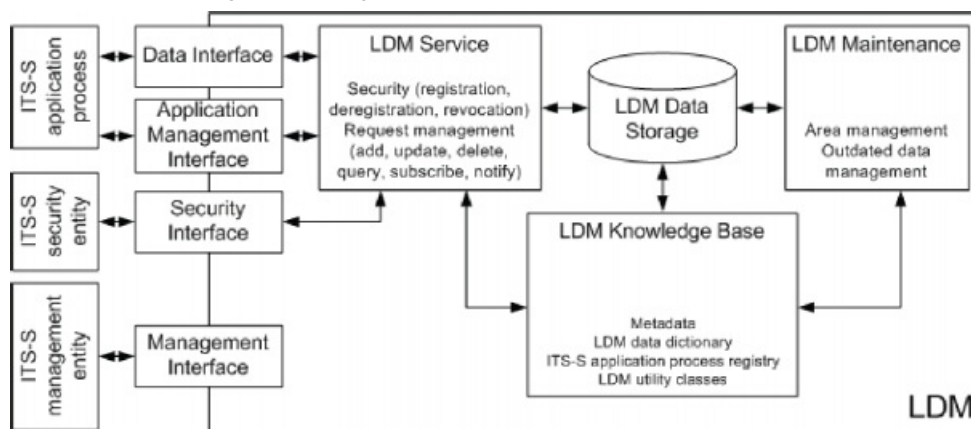 ITS-S
application
process
ITS-S
security
entity
ITS-S
management
entity
Data Interface
Application
Management
Interface
Security
Interface
Management
Interface
LDM Service
Security (registration,
deregistration, revocation)
Request management
(add, update, delete,
query, subscribe, notify)
LDM Data
Storage
LDM Maintenance
Area management
Outdated data
management
LDM Knowledge Base
Metadata
LDM data dictionary
ITS-S application process registry
LDM utility classes
LDM